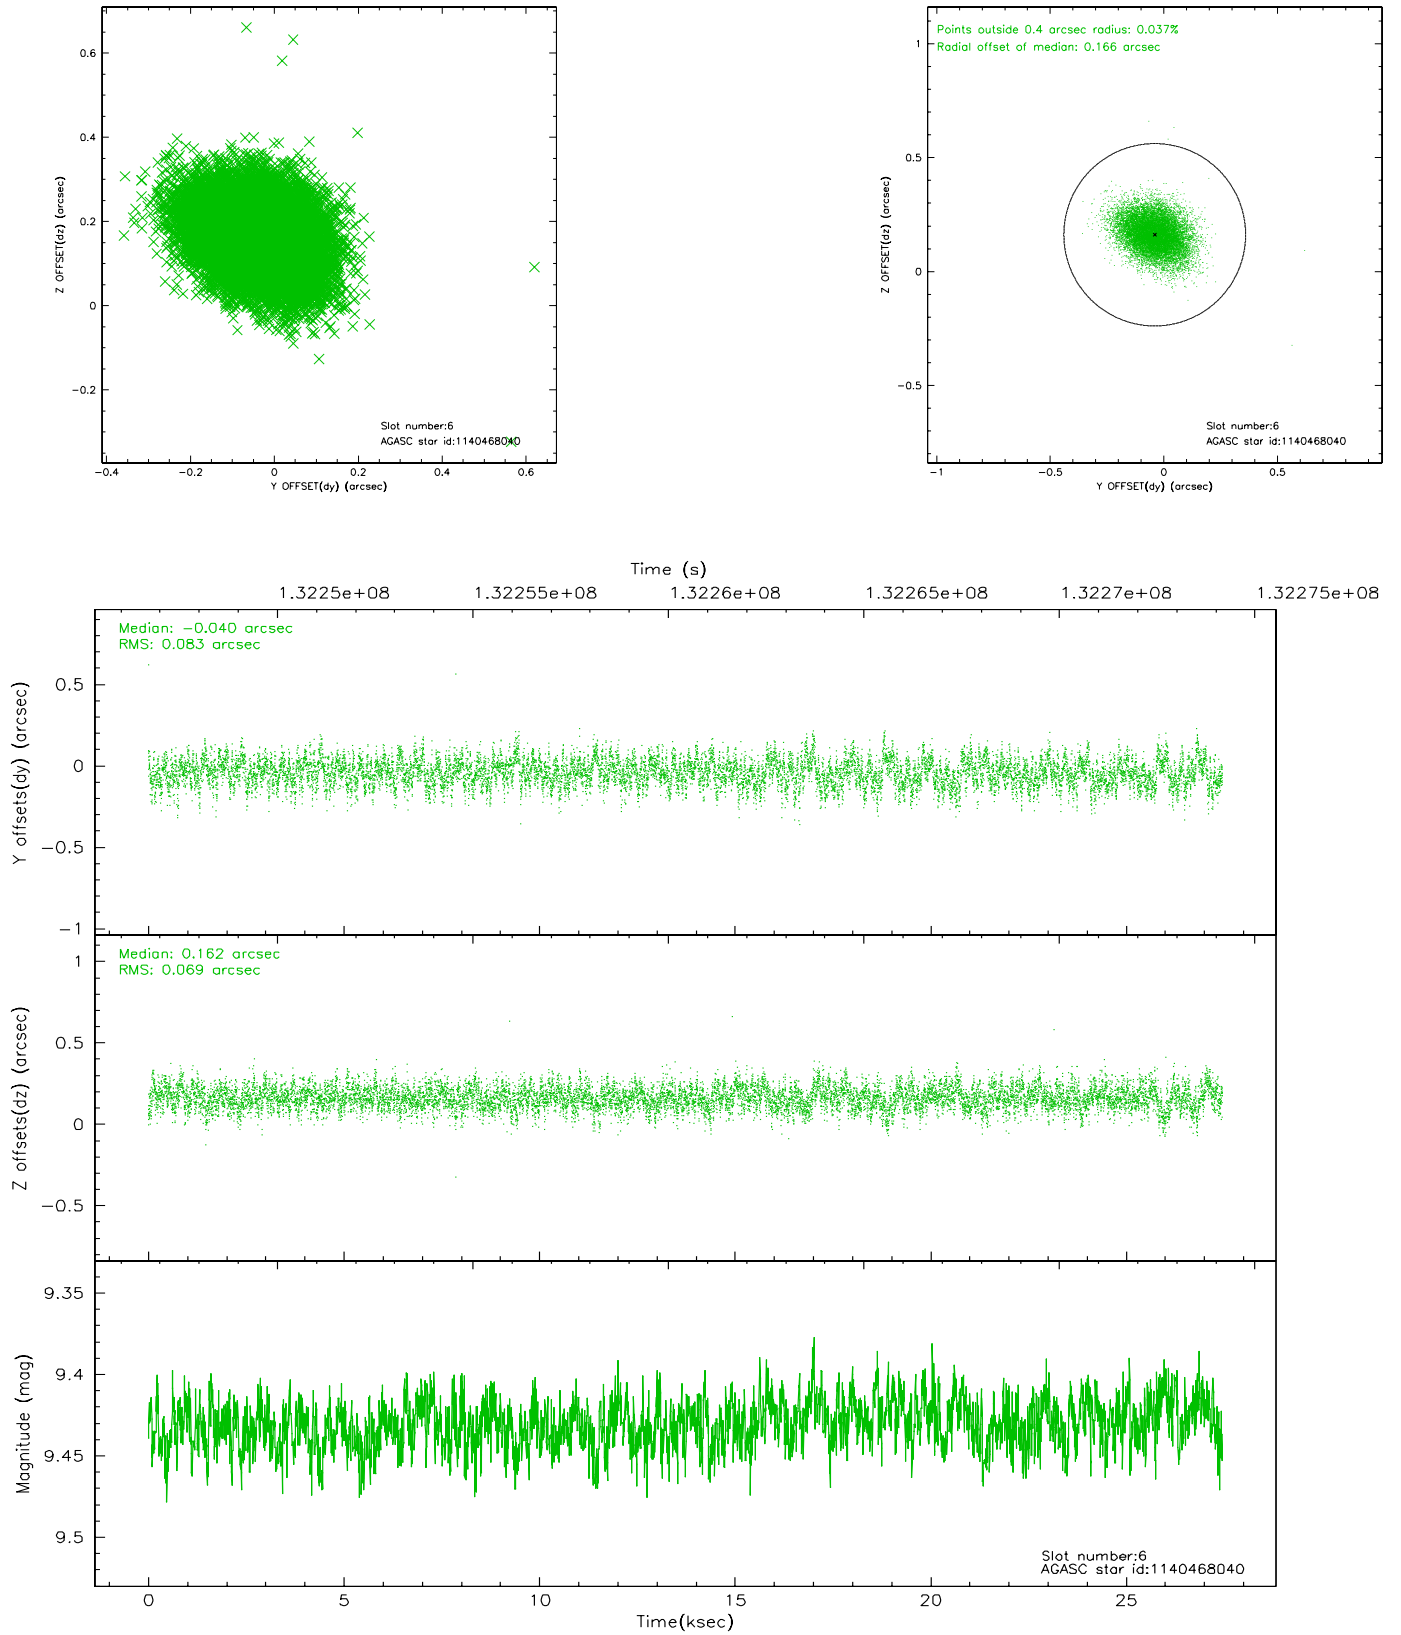 0.6
0.4
0.2
0
−0.2
Z OFFSET(dz) (arcsec)
Slot number:6
AGASC star id:1140468040
−0.4 −0.2 0 0.2 0.4 0.6
Y OFFSET(dy) (arcsec)
Points outside 0.4 arcsec radius: 0.037%
Radial offset of median: 0.166 arcsec
1
0.5
0
−0.5
Z OFFSET(dz) (arcsec)
Slot number:6
AGASC star id:1140468040
−1 −0.5 0 0.5
Y OFFSET(dy) (arcsec)
Time (s)
1.3225e+08 1.32255e+08 1.3226e+08 1.32265e+08 1.3227e+08 1.32275e+08
Median: −0.040 arcsec
RMS: 0.083 arcsec
0.5
0
−0.5
−1
Y offsets(dy) (arcsec)
Median: 0.162 arcsec
RMS: 0.069 arcsec
1
0.5
0
−0.5
Z offsets(dz) (arcsec)
9.35
9.4
9.45
9.5
Magnitude (mag)
Slot number:6
AGASC star id:1140468040
0 5 10 15 20 25
Time(ksec)